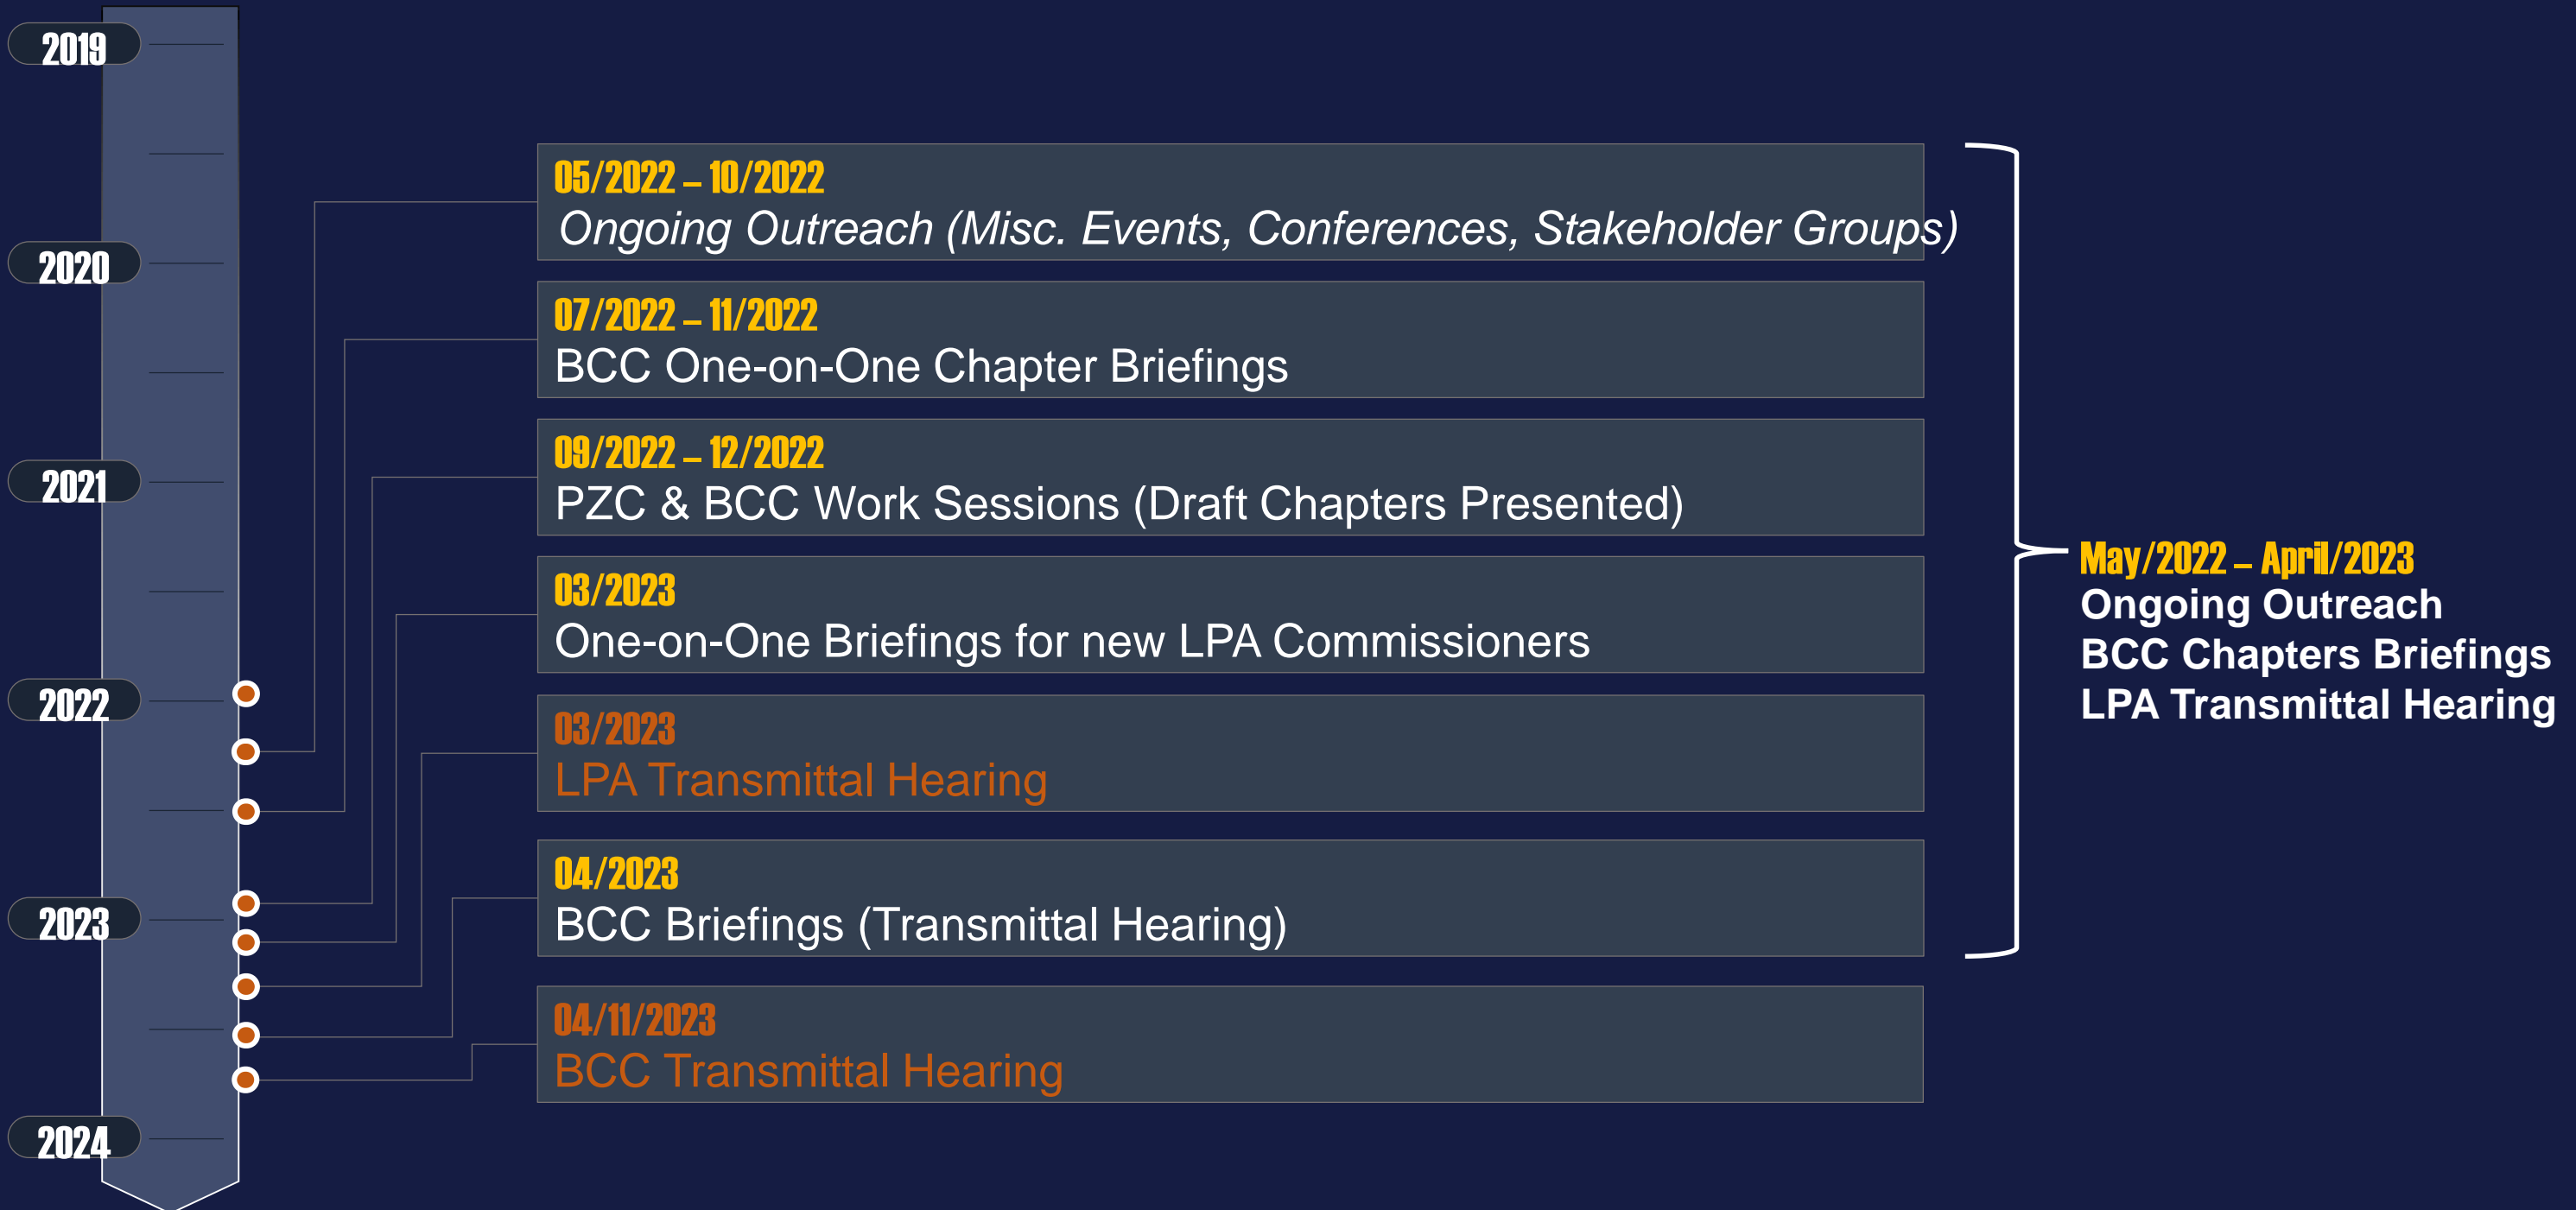 2019
2020
2021
2022
2023
2024
05/2022 – 10/2022
Ongoing Outreach (Misc. Events, Conferences, Stakeholder Groups)
07/2022 – 11/2022
BCC One-on-One Chapter Briefings
09/2022 – 12/2022
PZC & BCC Work Sessions (Draft Chapters Presented)
03/2023
One-on-One Briefings for new LPA Commissioners
03/2023
LPA Transmittal Hearing
04/2023
BCC Briefings (Transmittal Hearing)
04/11/2023
BCC Transmittal Hearing
May/2022 – April/2023
Ongoing Outreach
BCC Chapters Briefings
LPA Transmittal Hearing